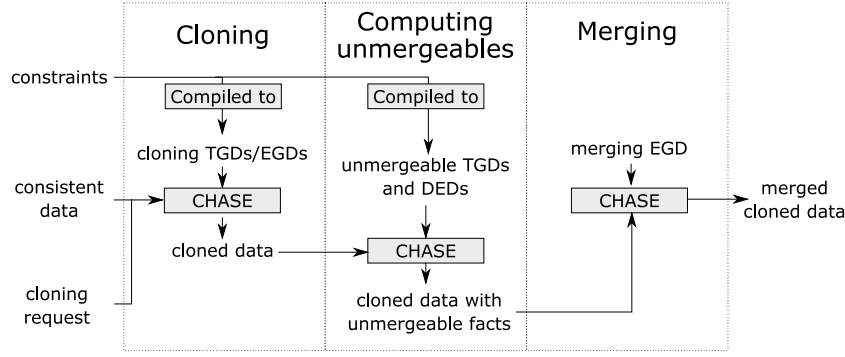 Cloning
Computing
unmergeables
Merging
constraints
Compiled to
Compiled to
cloning TGDs/EGDs
unmergeable TGDs
and DEDs
merging EGD
consistent
data
CHASE
CHASE
merged
cloned data
cloned data
CHASE
cloning
request
cloned data with
unmergeable facts